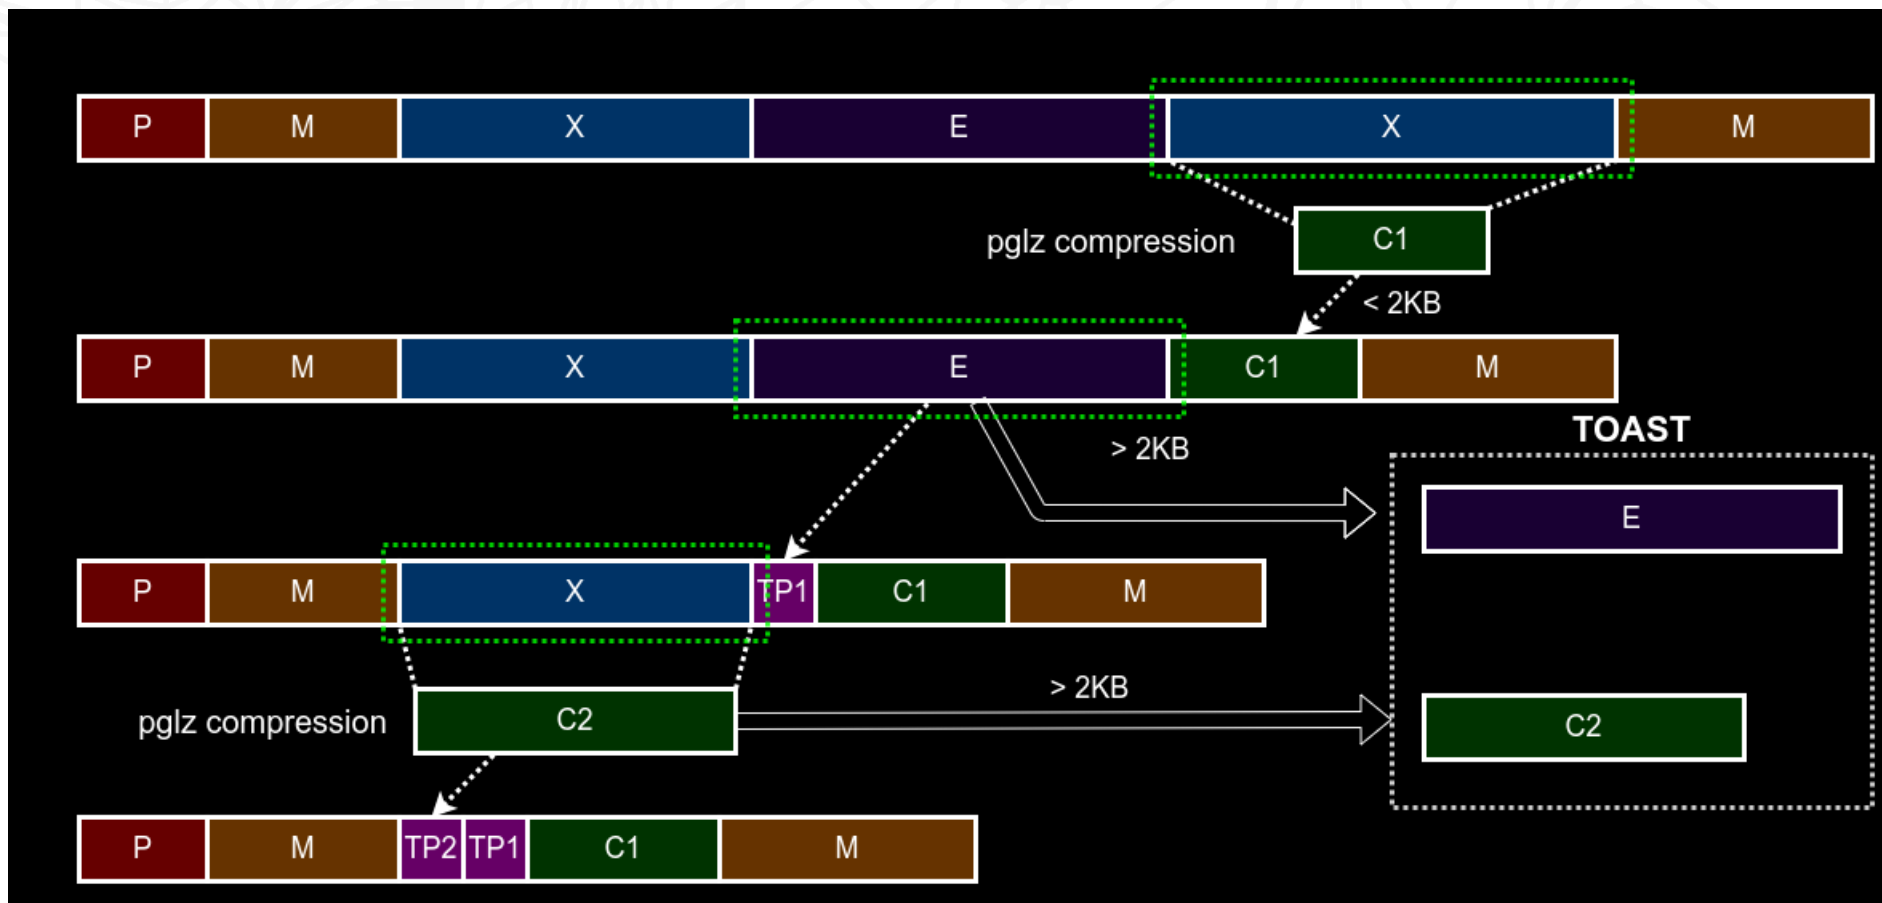 P M X E X M
pglz compression C1
< 2KB
P M X E C1 M
TOAST
> 2KB
E
P M X TP1 C1 M
> 2KB
pglz compression C2
C2
P M TP2 TP1 C1 M